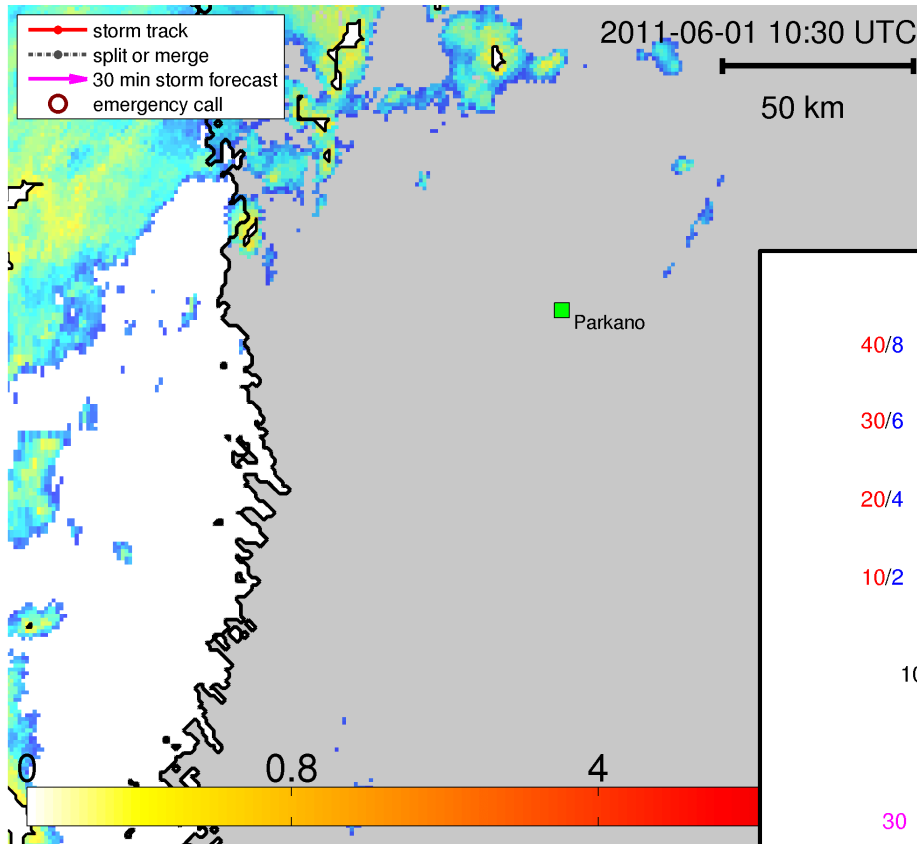 storm track
split or merge
30 min storm forecast
emergency call
2011-06-01 10:30 UTC
50 km
Parkano
40/8
30/6
20/4
10/2
10
0 0.8 4
30